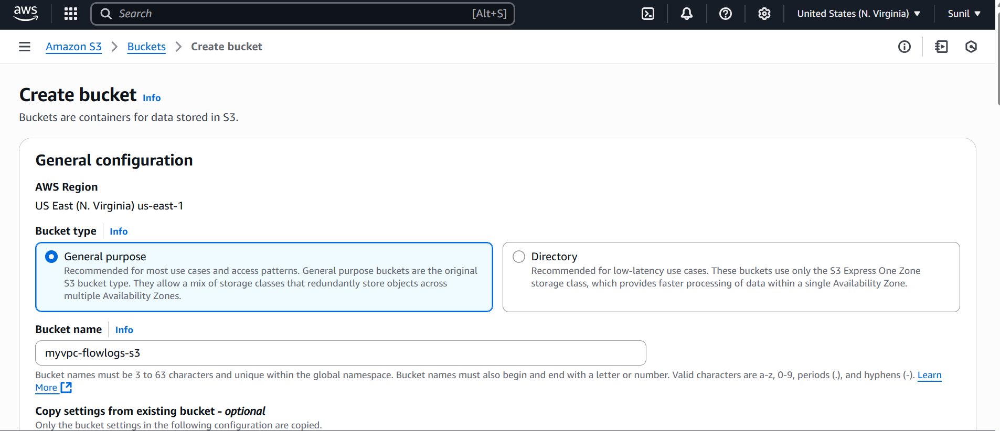 aws
Search [Alt+S]
United States (N. Virginia)
Sunil
Amazon S3 > Buckets > Create bucket
Create bucket Info
Buckets are containers for data stored in S3.
General configuration
AWS Region
US East (N. Virginia) us-east-1
Bucket type Info
General purpose
Recommended for most use cases and access patterns. General purpose buckets are the original
S3 bucket type. They allow a mix of storage classes that redundantly store objects across
multiple Availability Zones.
Directory
Recommended for low-latency use cases. These buckets use only the S3 Express One Zone
storage class, which provides faster processing of data within a single Availability Zone.
Bucket name Info
myvpc-flowlogs-s3
Bucket names must be 3 to 63 characters and unique within the global namespace. Bucket names must also begin and end with a letter or number. Valid characters are a-z, 0-9, periods (.), and hyphens (-). Learn
More
Copy settings from existing bucket - optional
Only the bucket settings in the following configuration are copied.